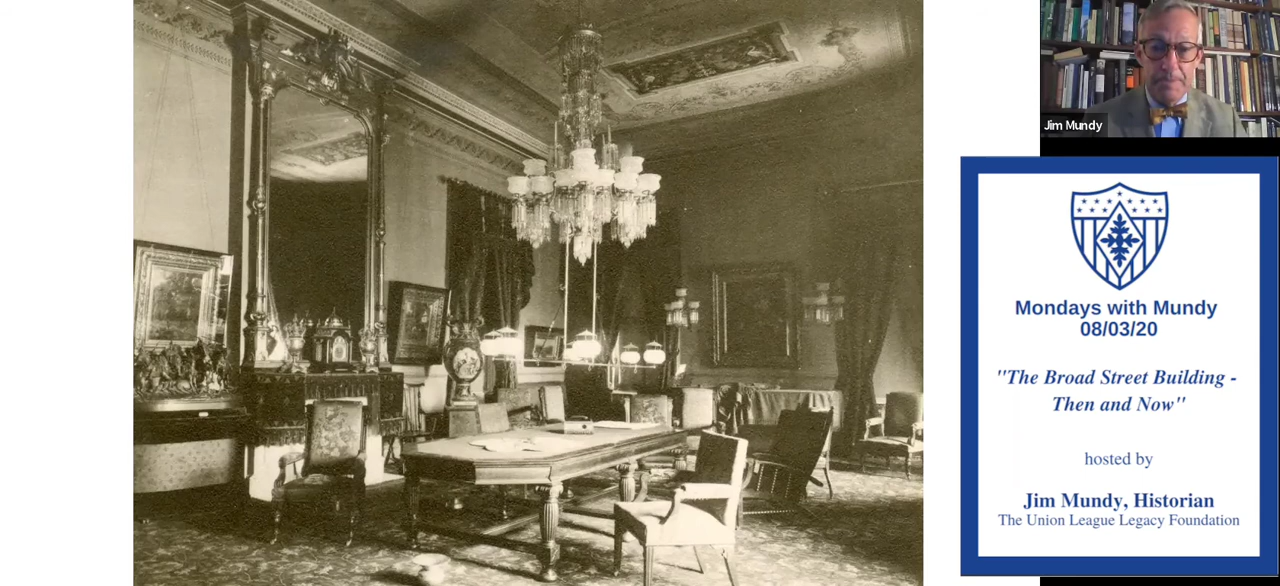 Jim Mundy
Mondays with Mundy
08/03/20
"The Broad Street Building -
Then and Now"
hosted by
Jim Mundy, Historian
The Union League Legacy Foundation